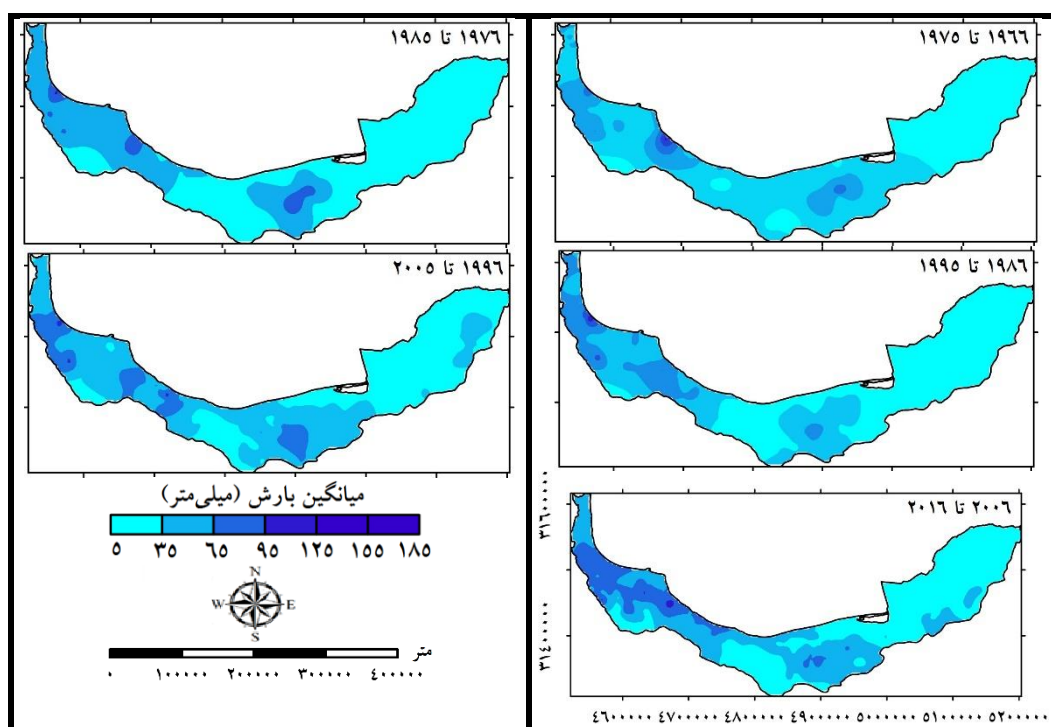 ۱۹۶۶ تا ۱۹۷۵
۱۹۷۶ تا ۱۹۸۵
۱۹۸۶ تا ۱۹۹۵
۱۹۹۶ تا ۲۰۰۵
۲۰۰۶ تا ۲۰۱۶
میانگین بارش (میلی‌متر)
۵ ۳۵ ۶۵ ۹۵ ۱۲۵ ۱۵۵ ۱۸۵
N
W E
S
متر
۰ ۱۰۰۰۰۰ ۲۰۰۰۰۰ ۳۰۰۰۰۰ ۴۰۰۰۰۰
۳۱۶۰۰۰۰۰
۳۱۴۰۰۰۰۰
۴۶۰۰۰۰۰ ۴۷۰۰۰۰۰ ۴۸۰۰۰۰۰ ۴۹۰۰۰۰۰ ۵۰۰۰۰۰۰ ۵۱۰۰۰۰۰ ۵۲۰۰۰۰۰